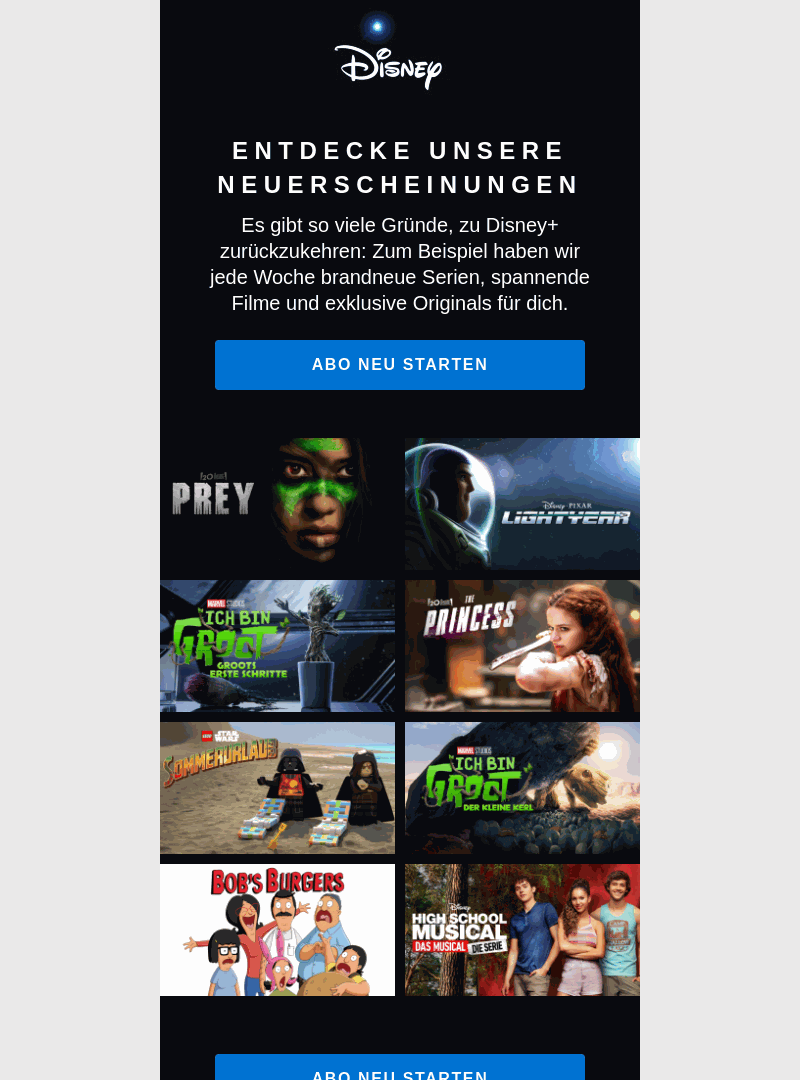 Disney
ENTDECKE UNSERE
NEUERSCHEINUNGEN
Es gibt so viele Gründe, zu Disney+
zurückzukehren: Zum Beispiel haben wir
jede Woche brandneue Serien, spannende
Filme und exklusive Originals für dich.
ABO NEU STARTEN
PREY
Disney PIXAR
LIGHTYEAR
MARVEL STUDIOS
ICH BIN
GROOT
GROOTS
ERSTE SCHRITTE
THE
PRINCESS
LEGO STAR WARS
SOMMERURLAUB
MARVEL STUDIOS
ICH BIN
GROOT
DER KLEINE KERL
BOB'S BURGERS
Disney
HIGH SCHOOL
MUSICAL
DAS MUSICAL DIE SERIE
ABO NEU STARTEN